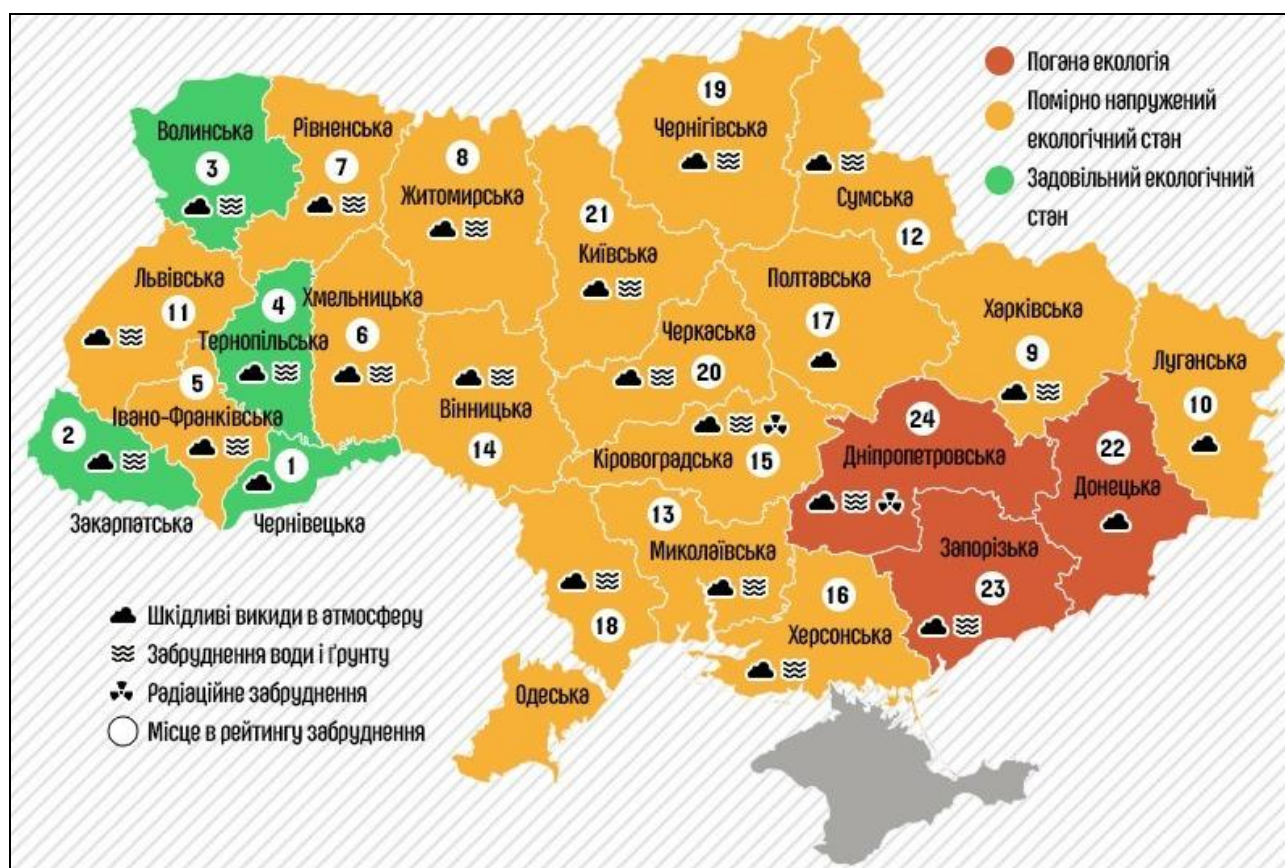 Погана екологія
Помірно напружений
екологічний стан
Задовільний екологічний
стан
19
Чернігівська
Волинська
3
Рівненська
7
8
Житомирська
21
Київська
Сумська
12
Львівська
11
4
Тернопільська
Хмельницька
6
Полтавська
17
Харківська
9
Луганська
10
Черкаська
20
5
Івано-Франківська
Вінницька
14
2
Закарпатська
1
Чернівецька
Кіровоградська
15
24
Дніпропетровська
22
Донецька
13
Миколаївська
Запорізька
23
16
Херсонська
18
Одеська
Шкідливі викиди в атмосферу
Забруднення води і ґрунту
Радіаційне забруднення
Місце в рейтингу забруднення